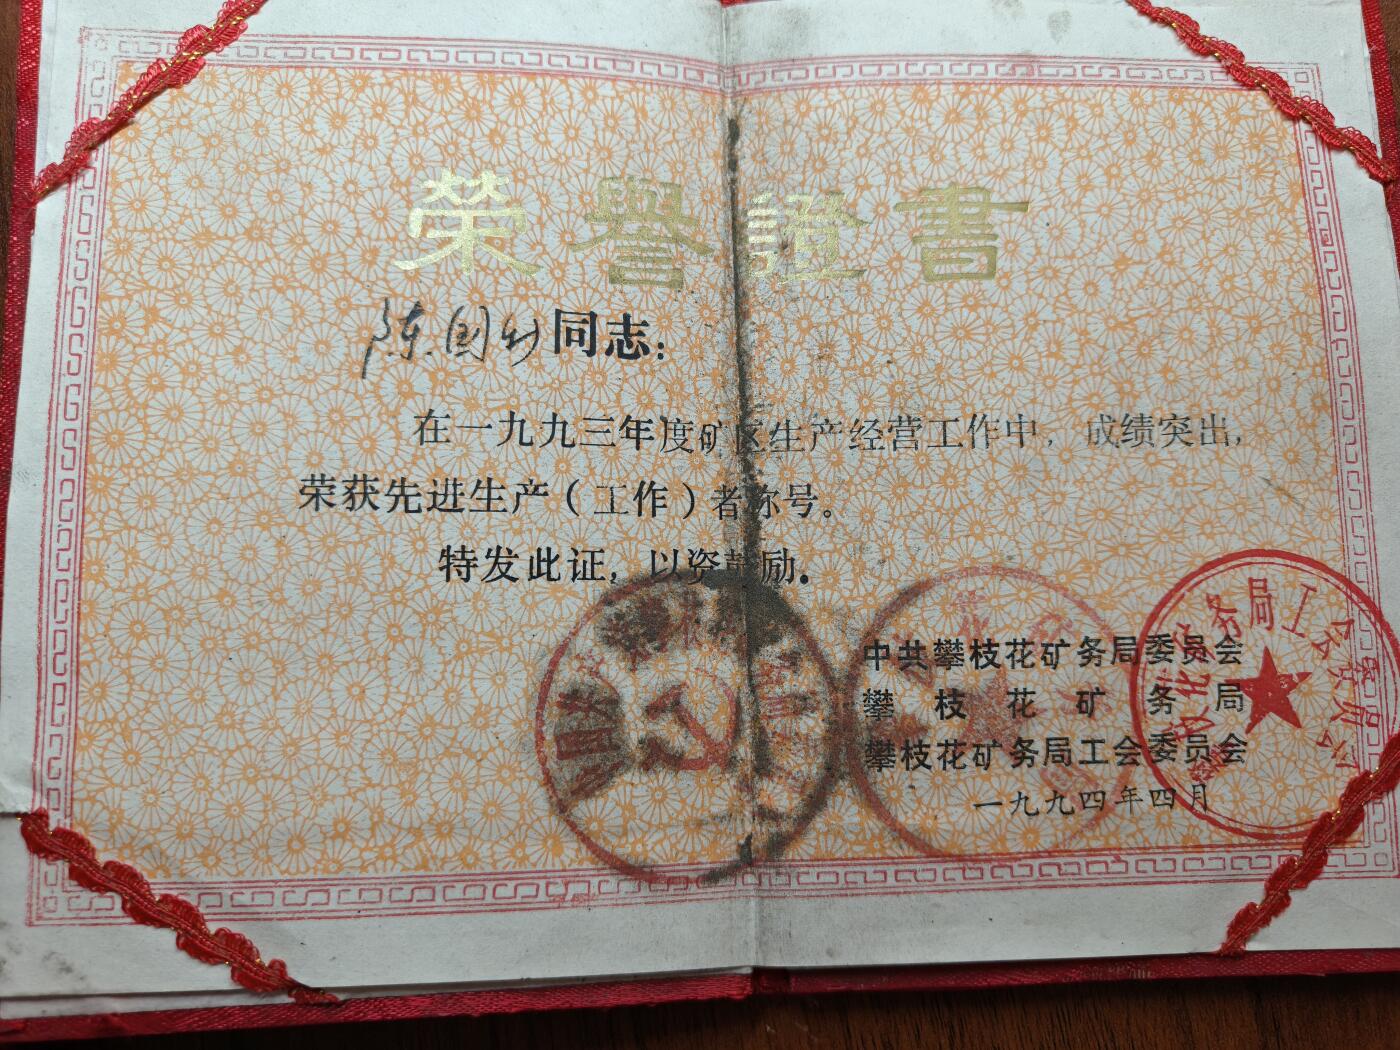 榮譽證書
陈国 同志：
在一九九三年度矿区生产经营工作中，成绩突出，
荣获先进生产（工作）者称号。
特发此证，以资鼓励。
中共攀枝花矿务局委员会
攀枝花矿务局
攀枝花矿务局工会委员会
一九九四年四月